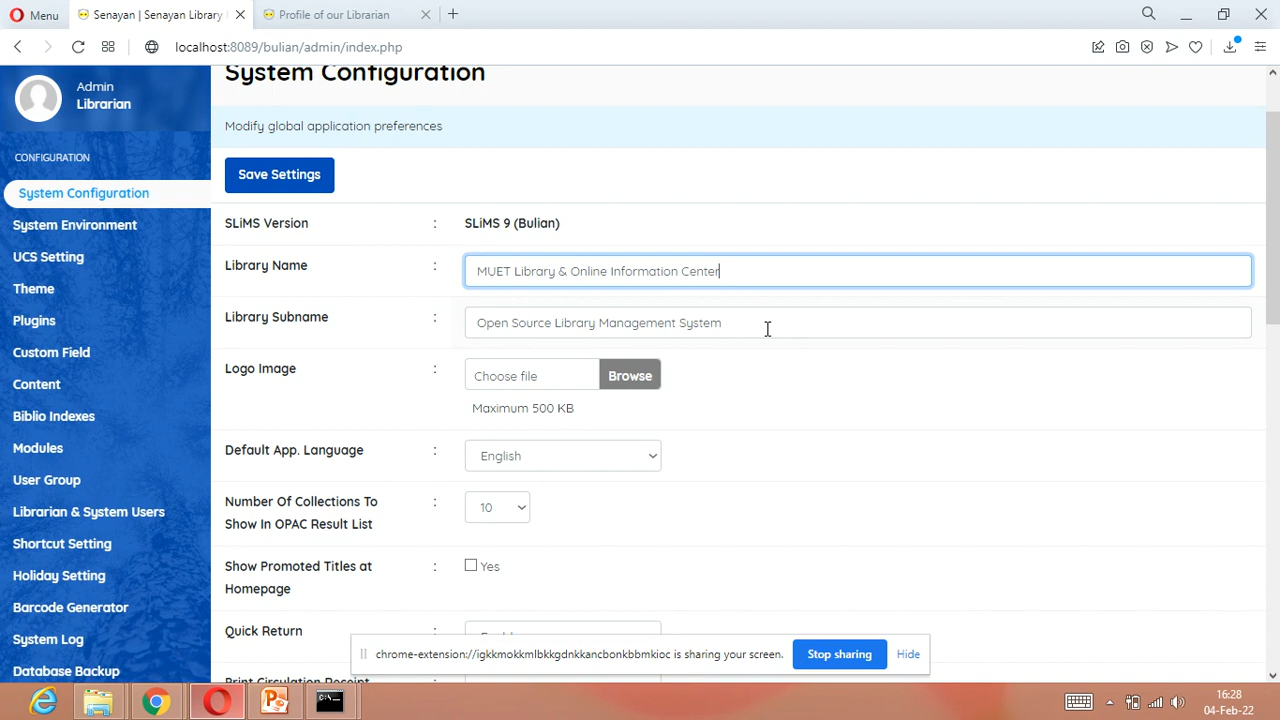 Menu
Senayan | Senayan Library
Profile of our Librarian
localhost:8089/bulian/admin/index.php
Admin
Librarian
CONFIGURATION
System Configuration
System Environment
UCS Setting
Theme
Plugins
Custom Field
Content
Biblio Indexes
Modules
User Group
Librarian & System Users
Shortcut Setting
Holiday Setting
Barcode Generator
System Log
Database Backup
System Configuration
Modify global application preferences
Save Settings
SLiMS Version : SLiMS 9 (Bulian)
Library Name : MUET Library & Online Information Center
Library Subname : Open Source Library Management System
Logo Image : Choose file Browse
Maximum 500 KB
Default App. Language : English
Number Of Collections To : 10
Show In OPAC Result List
Show Promoted Titles at : Yes
Homepage
Quick Return :
Print Circulation Receipt
chrome-extension://igkkmokkmlbkkgdnkkancbonkbbmkioc is sharing your screen. Stop sharing Hide
16:28
04-Feb-22